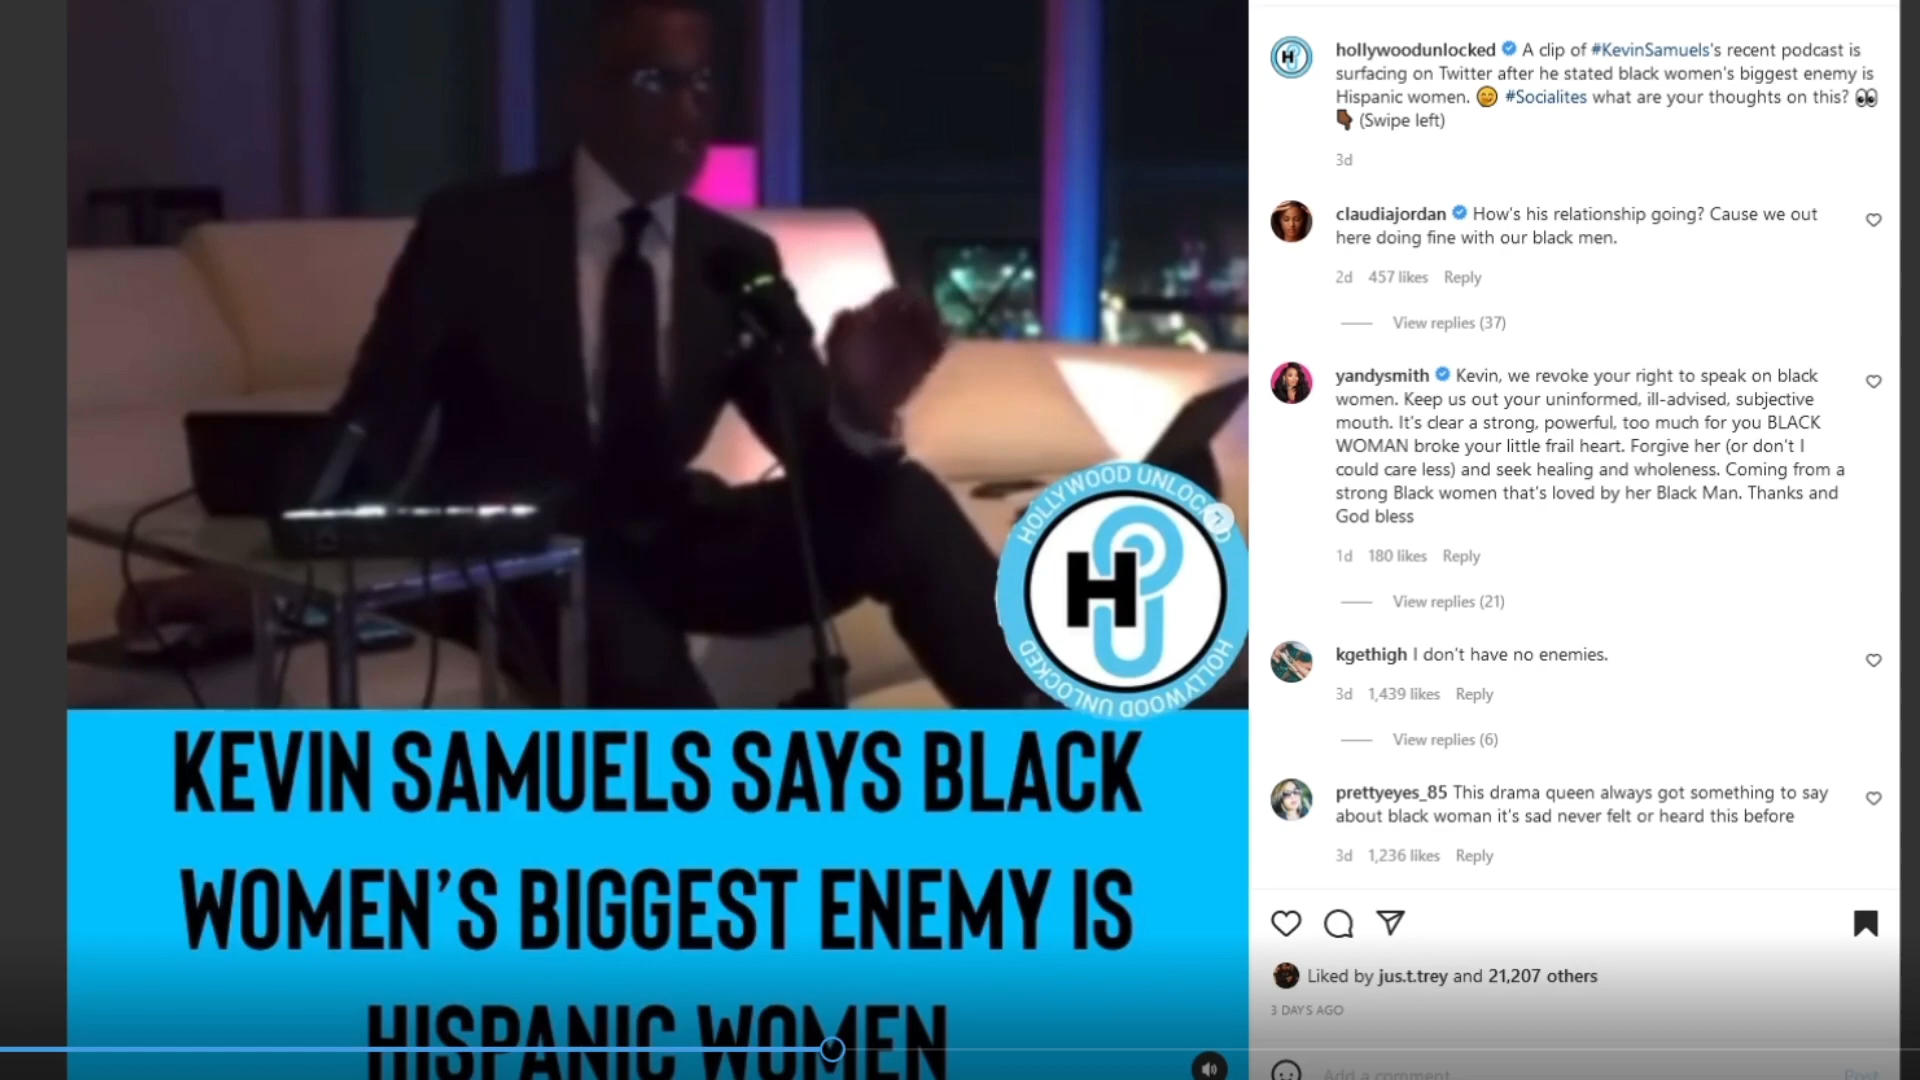 HOLLYWOOD UNLOCKED
H
HOLLYWOOD UNLOCKED
KEVIN SAMUELS SAYS BLACK
WOMEN'S BIGGEST ENEMY IS
HISPANIC WOMEN
H
hollywoodunlocked A clip of #KevinSamuels's recent podcast is
surfacing on Twitter after he stated black women's biggest enemy is
Hispanic women. 😊 #Socialites what are your thoughts on this? 👀
👇🏾 (Swipe left)
3d
claudiajordan How's his relationship going? Cause we out
here doing fine with our black men.
2d 457 likes Reply
View replies (37)
yandysmith Kevin, we revoke your right to speak on black
women. Keep us out your uninformed, ill-advised, subjective
mouth. It's clear a strong, powerful, too much for you BLACK
WOMAN broke your little frail heart. Forgive her (or don't I
could care less) and seek healing and wholeness. Coming from a
strong Black women that's loved by her Black Man. Thanks and
God bless
1d 180 likes Reply
View replies (21)
kgethigh I don't have no enemies.
3d 1,439 likes Reply
View replies (6)
prettyeyes_85 This drama queen always got something to say
about black woman it's sad never felt or heard this before
3d 1,236 likes Reply
Liked by jus.t.trey and 21,207 others
3 DAYS AGO
Add a comment
Post